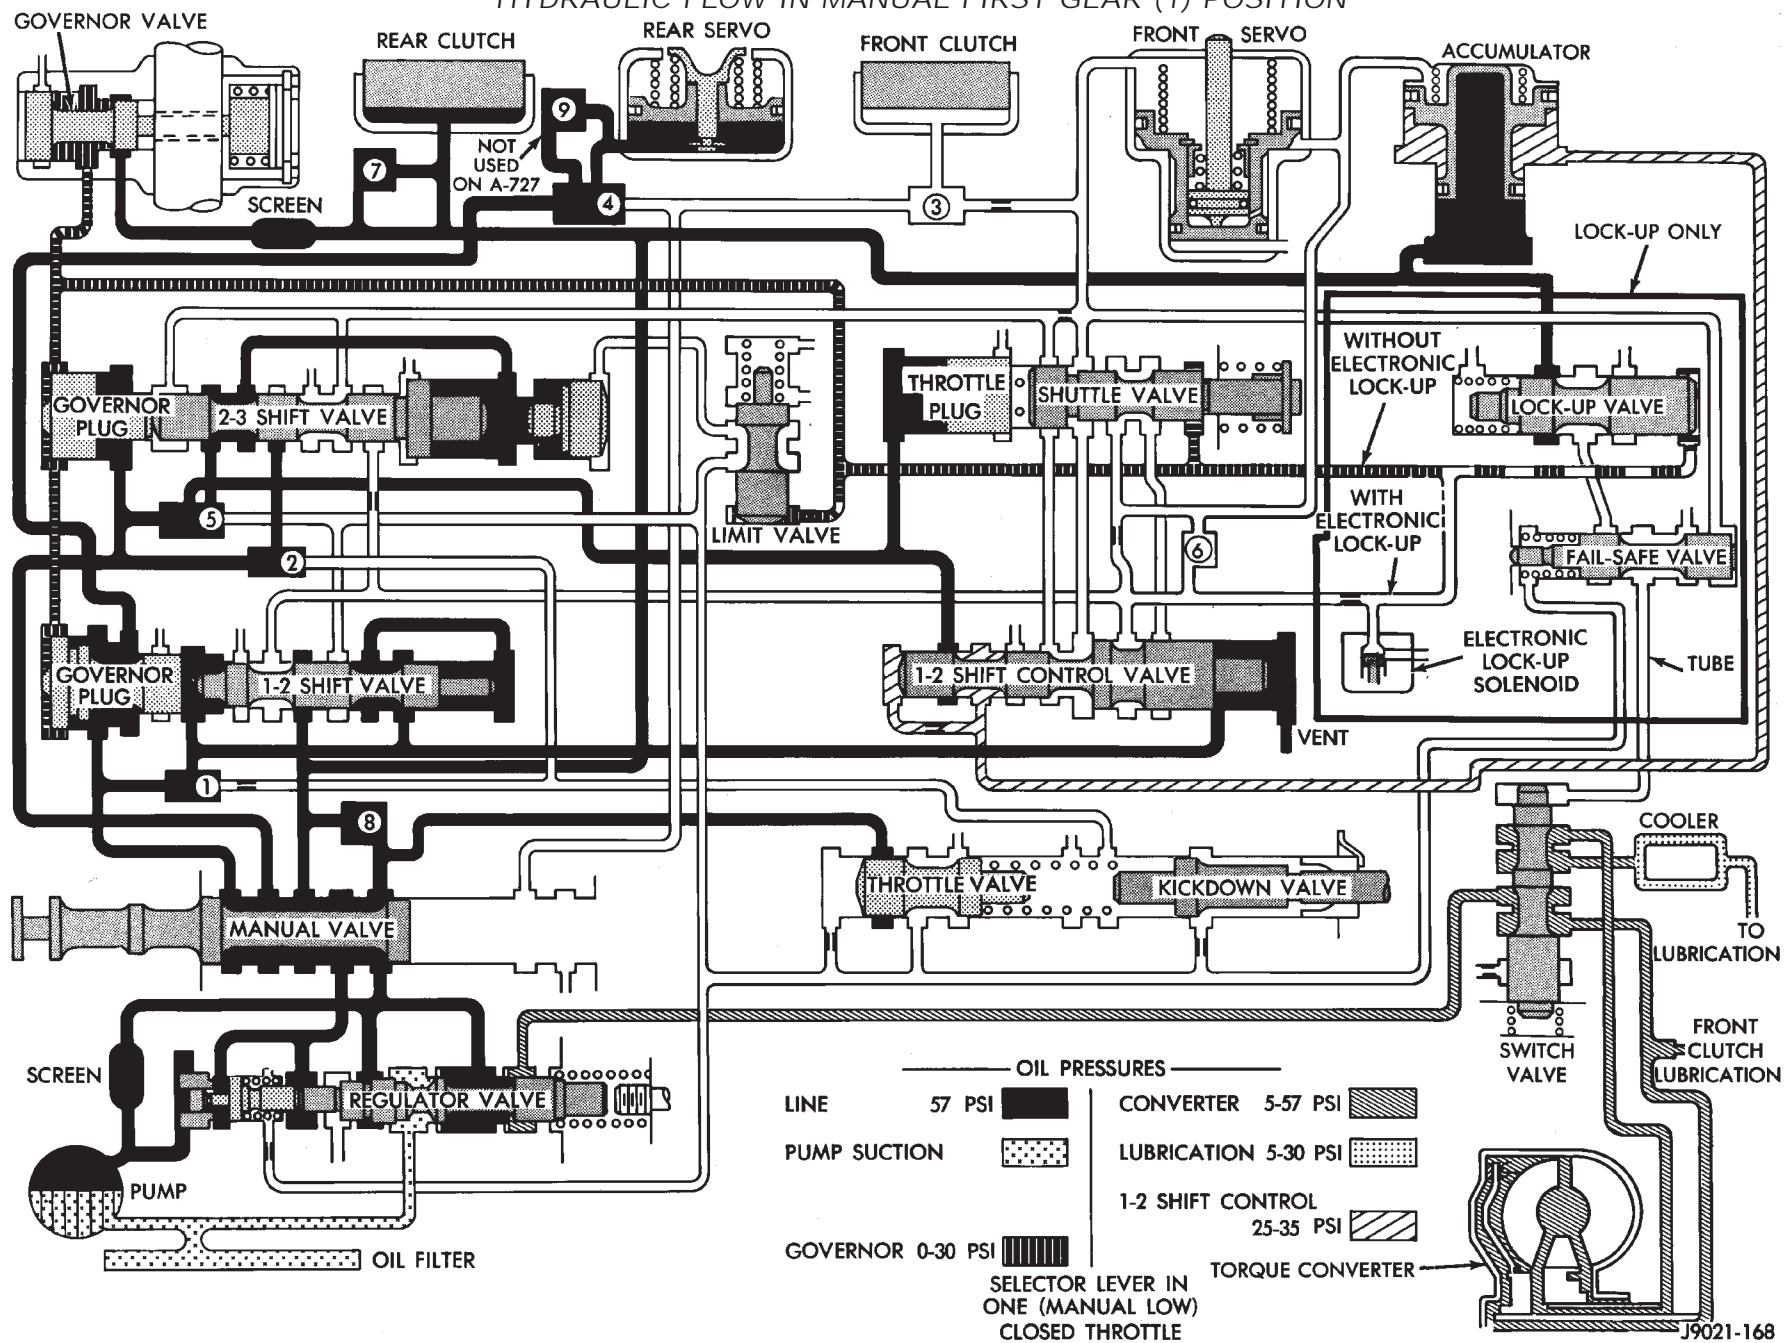 HYDRAULIC FLOW IN MANUAL FIRST GEAR (1) POSITION
GOVERNOR VALVE
REAR CLUTCH
REAR SERVO
FRONT CLUTCH
FRONT SERVO
ACCUMULATOR
9
NOT
USED
ON A-727
7
4
3
SCREEN
LOCK-UP ONLY
WITHOUT
ELECTRONIC
LOCK-UP
GOVERNOR
PLUG IN
2-3 SHIFT VALVE
THROTTLE
PLUG
SHUTTLE VALVE
LOCK-UP VALVE
WITH
ELECTRONIC
LOCK-UP
5
LIMIT VALVE
6
2
FAIL-SAFE VALVE
GOVERNOR
PLUG
1-2 SHIFT VALVE
1-2 SHIFT CONTROL VALVE
ELECTRONIC
LOCK-UP
SOLENOID
TUBE
VENT
1
8
COOLER
THROTTLE VALVE
KICKDOWN VALVE
MANUAL VALVE
TO
LUBRICATION
SWITCH
VALVE
FRONT
CLUTCH
LUBRICATION
SCREEN
REGULATOR VALVE
PUMP
OIL FILTER
OIL PRESSURES
LINE 57 PSI
CONVERTER 5-57 PSI
PUMP SUCTION
LUBRICATION 5-30 PSI
1-2 SHIFT CONTROL
25-35 PSI
GOVERNOR 0-30 PSI
TORQUE CONVERTER
SELECTOR LEVER IN
ONE (MANUAL LOW)
CLOSED THROTTLE
J9021-168